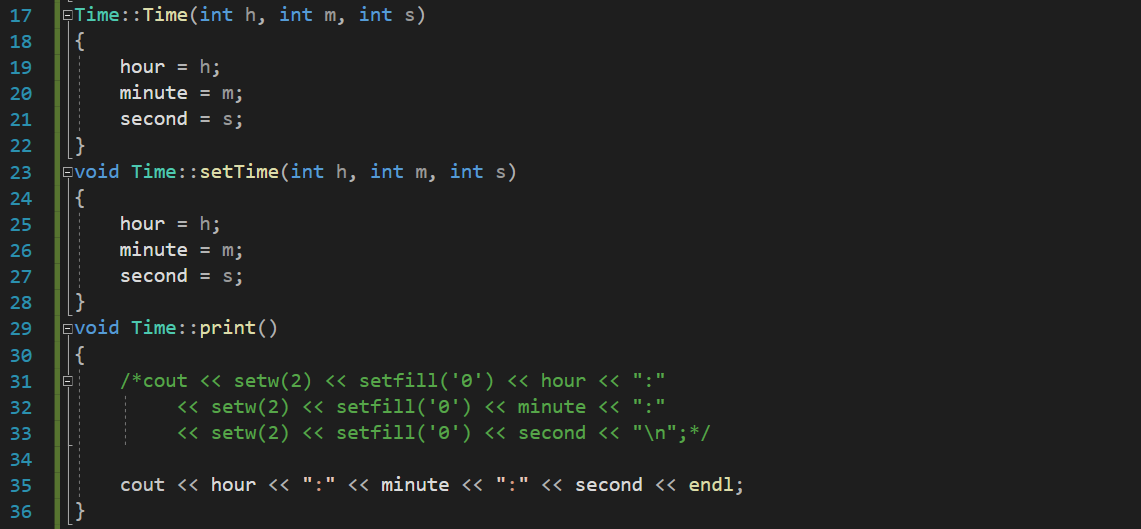 17 Time::Time(int h, int m, int s)
18 {
19     hour = h;
20     minute = m;
21     second = s;
22 }
23 void Time::setTime(int h, int m, int s)
24 {
25     hour = h;
26     minute = m;
27     second = s;
28 }
29 void Time::print()
30 {
31     /*cout << setw(2) << setfill('0') << hour << ":"
32          << setw(2) << setfill('0') << minute << ":"
33          << setw(2) << setfill('0') << second << "\n";*/
34
35     cout << hour << ":" << minute << ":" << second << endl;
36 }